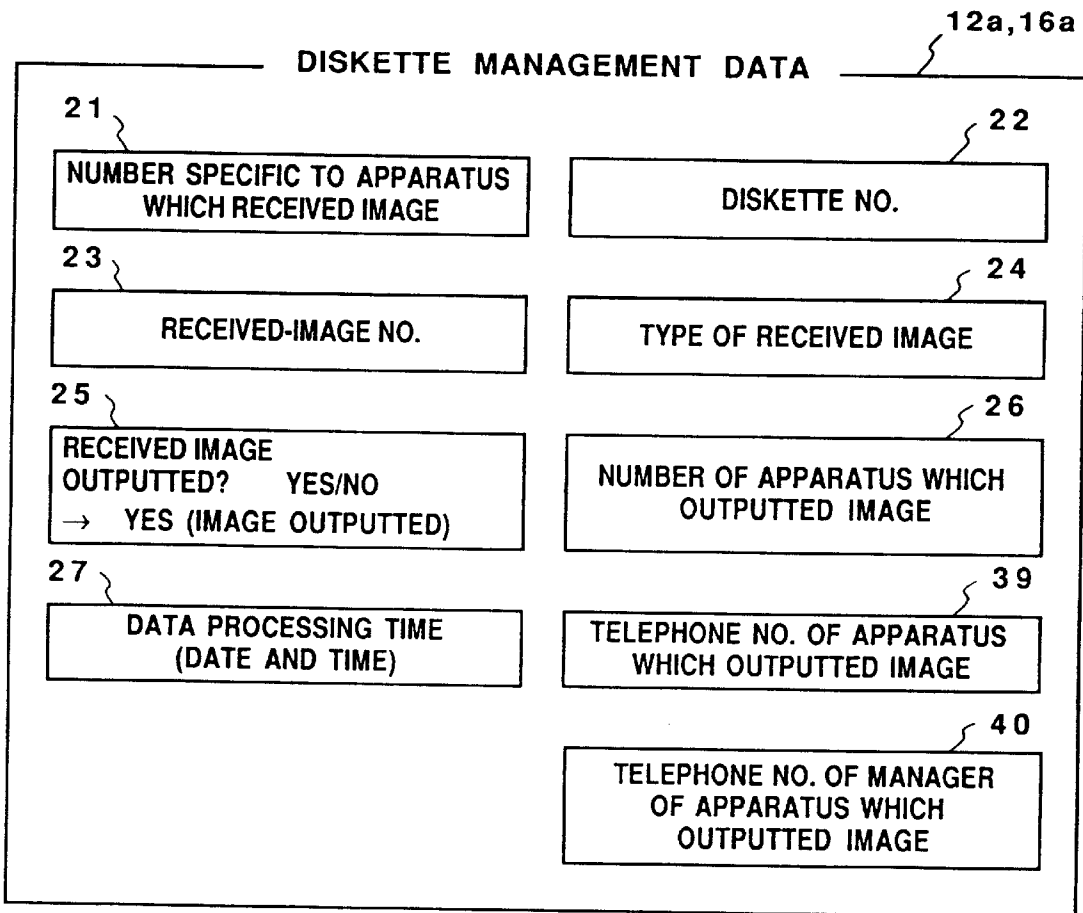 12a,16a
DISKETTE MANAGEMENT DATA
21
NUMBER SPECIFIC TO APPARATUS
WHICH RECEIVED IMAGE
22
DISKETTE NO.
23
RECEIVED-IMAGE NO.
24
TYPE OF RECEIVED IMAGE
25
RECEIVED IMAGE
OUTPUTTED? YES/NO
→ YES (IMAGE OUTPUTTED)
26
NUMBER OF APPARATUS WHICH
OUTPUTTED IMAGE
27
DATA PROCESSING TIME
(DATE AND TIME)
39
TELEPHONE NO. OF APPARATUS
WHICH OUTPUTTED IMAGE
40
TELEPHONE NO. OF MANAGER
OF APPARATUS WHICH
OUTPUTTED IMAGE